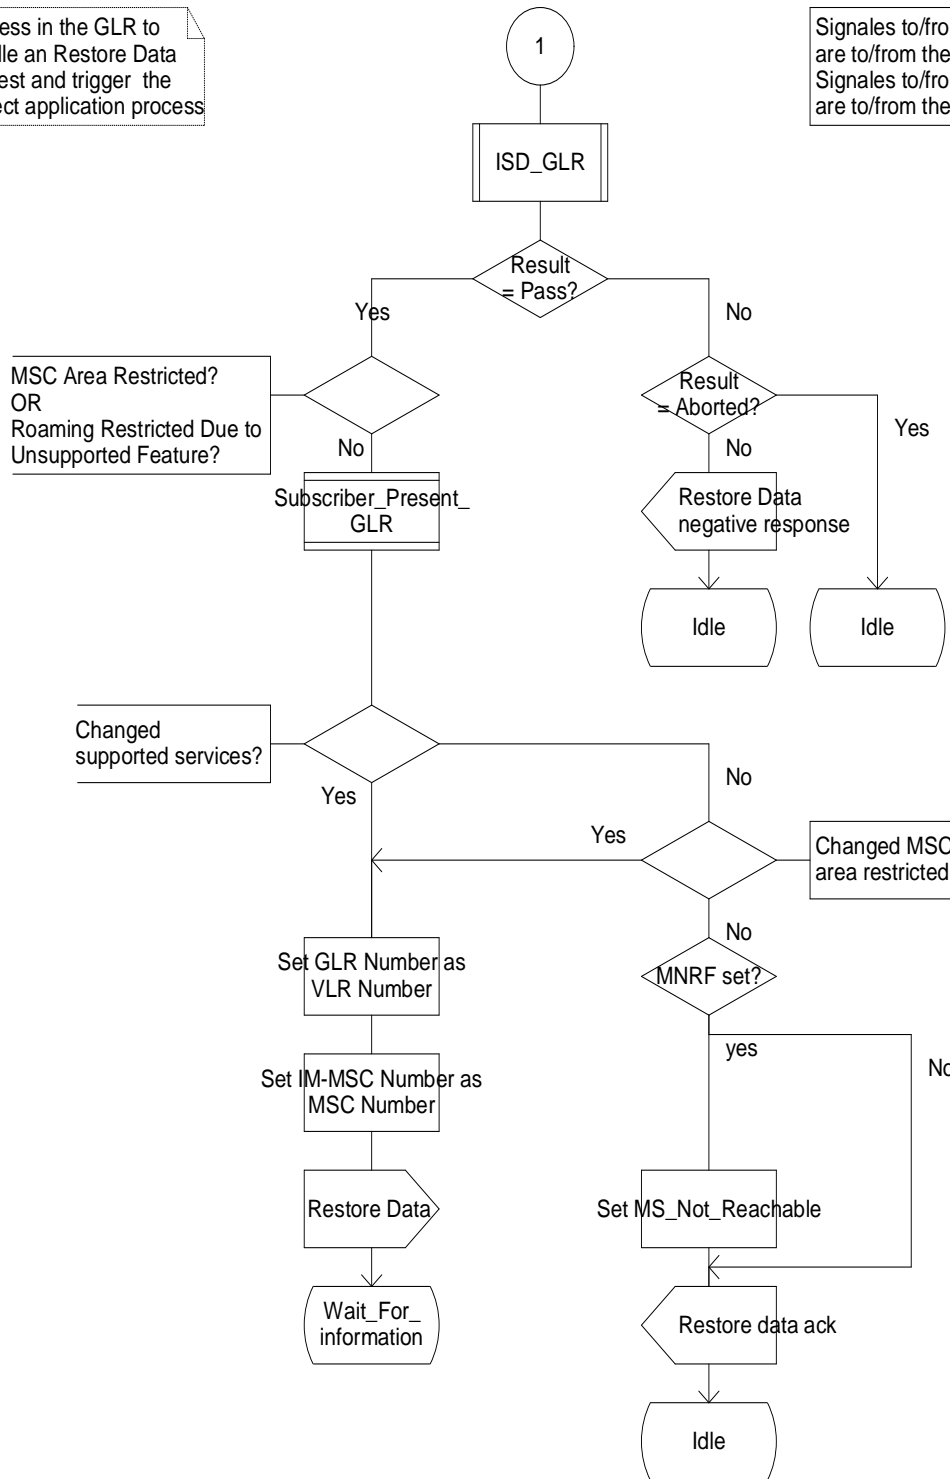 ess in the GLR to
lle an Restore Data
est and trigger the
ect application process
1
Signales to/fro
are to/from the
Signales to/fro
are to/from the
ISD_GLR
Result
= Pass?
Yes
No
MSC Area Restricted?
OR
Roaming Restricted Due to
Unsupported Feature?
Result
= Aborted?
Yes
No
No
Subscriber_Present_
GLR
Restore Data
negative response
Idle
Idle
Changed
supported services?
Yes
No
Yes
Changed MSC
area restricted
No
Set GLR Number as
VLR Number
MNRF set?
yes
No
Set IM-MSC Number as
MSC Number
Restore Data
Set MS_Not_Reachable
Wait_For_
information
Restore data ack
Idle